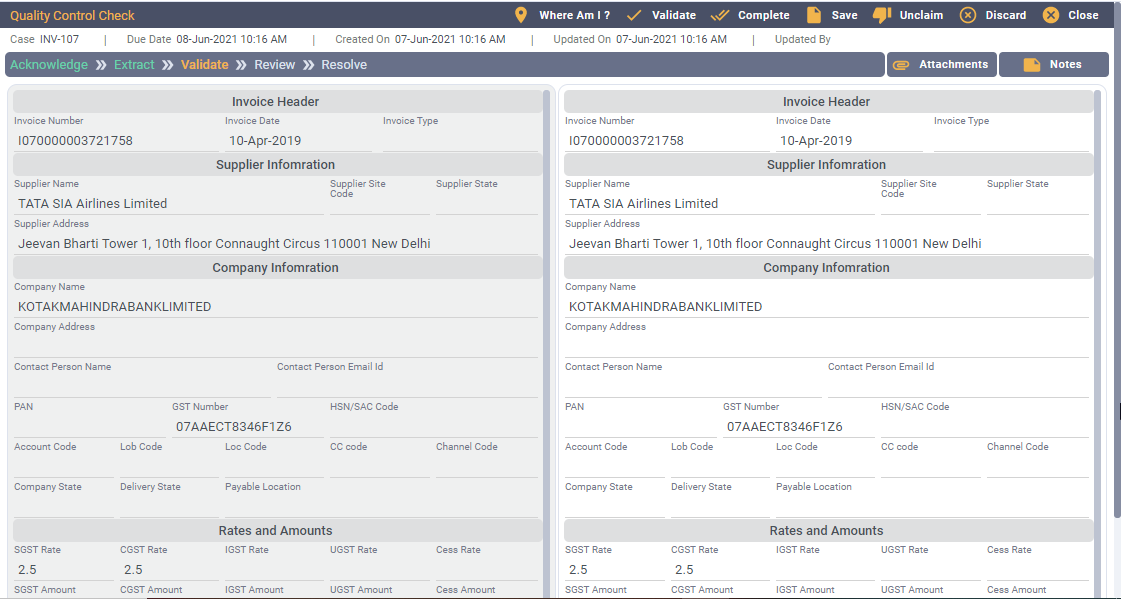 Quality Control Check Where Am I ? Validate Complete Save Unclaim Discard Close
Case INV-107 | Due Date 08-Jun-2021 10:16 AM | Created On 07-Jun-2021 10:16 AM | Updated On 07-Jun-2021 10:16 AM | Updated By
Acknowledge » Extract » Validate » Review » Resolve Attachments Notes
Invoice Header
Invoice Number Invoice Date Invoice Type
I070000003721758 10-Apr-2019
Supplier Infomration
Supplier Name Supplier Site Code Supplier State
TATA SIA Airlines Limited
Supplier Address
Jeevan Bharti Tower 1, 10th floor Connaught Circus 110001 New Delhi
Company Infomration
Company Name
KOTAKMAHINDRABANKLIMITED
Company Address
Contact Person Name Contact Person Email Id
PAN GST Number HSN/SAC Code
07AAECT8346F1Z6
Account Code Lob Code Loc Code CC code Channel Code
Company State Delivery State Payable Location
Rates and Amounts
SGST Rate CGST Rate IGST Rate UGST Rate Cess Rate
2.5 2.5
SGST Amount CGST Amount IGST Amount UGST Amount Cess Amount
Invoice Header
Invoice Number Invoice Date Invoice Type
I070000003721758 10-Apr-2019
Supplier Infomration
Supplier Name Supplier Site Code Supplier State
TATA SIA Airlines Limited
Supplier Address
Jeevan Bharti Tower 1, 10th floor Connaught Circus 110001 New Delhi
Company Infomration
Company Name
KOTAKMAHINDRABANKLIMITED
Company Address
Contact Person Name Contact Person Email Id
PAN GST Number HSN/SAC Code
07AAECT8346F1Z6
Account Code Lob Code Loc Code CC code Channel Code
Company State Delivery State Payable Location
Rates and Amounts
SGST Rate CGST Rate IGST Rate UGST Rate Cess Rate
2.5 2.5
SGST Amount CGST Amount IGST Amount UGST Amount Cess Amount